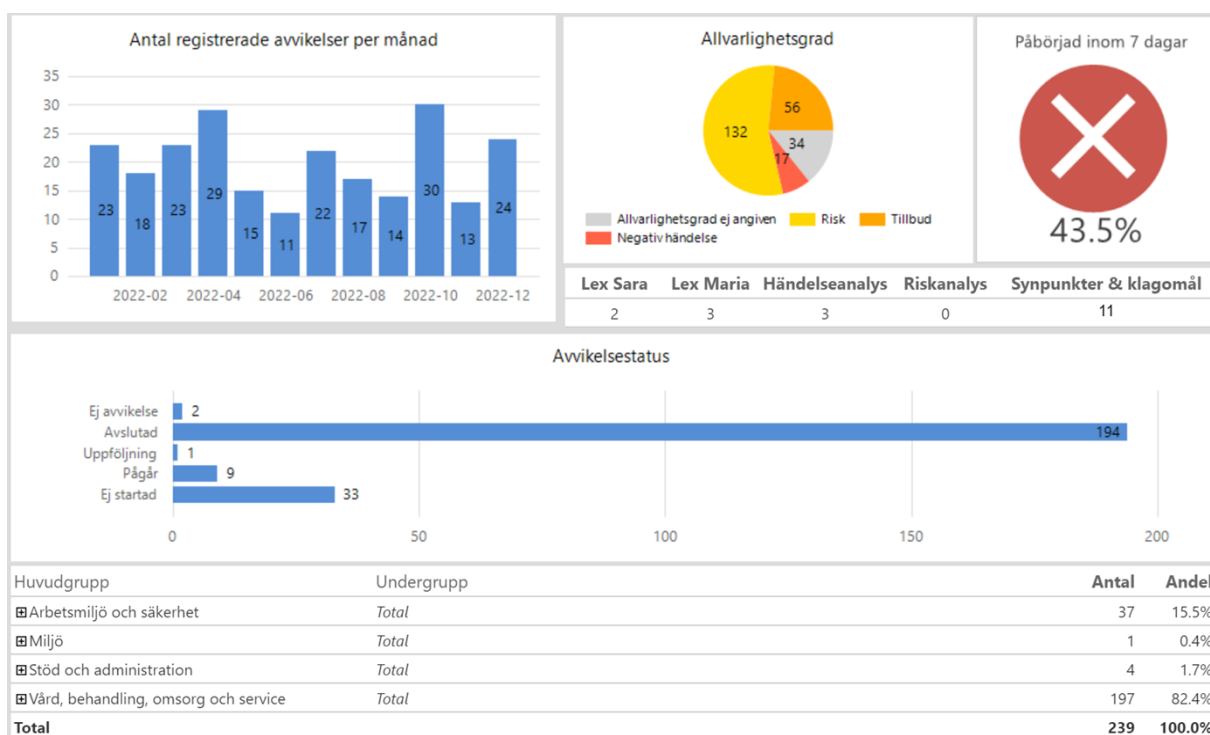 Antal registrerade avvikelser per månad
35
30
25
20
15
10
5
0
23
18
23
29
15
11
22
17
14
30
13
24
2022-02 2022-04 2022-06 2022-08 2022-10 2022-12
Allvarlighetsgrad
56
132
34
17
Allvarlighetsgrad ej angiven Risk Tillbud
Negativ händelse
Påbörjad inom 7 dagar
43.5%
Lex Sara Lex Maria Händelseanalys Riskanalys Synpunkter & klagomål
2 3 3 0 11
Avvikelsestatus
Ej avvikelse 2
Avslutad 194
Uppföljning 1
Pågår 9
Ej startad 33
0 50 100 150 200
Huvudgrupp Undergrupp Antal Andel
Arbetsmiljö och säkerhet Total 37 15.5%
Miljö Total 1 0.4%
Stöd och administration Total 4 1.7%
Vård, behandling, omsorg och service Total 197 82.4%
Total 239 100.0%